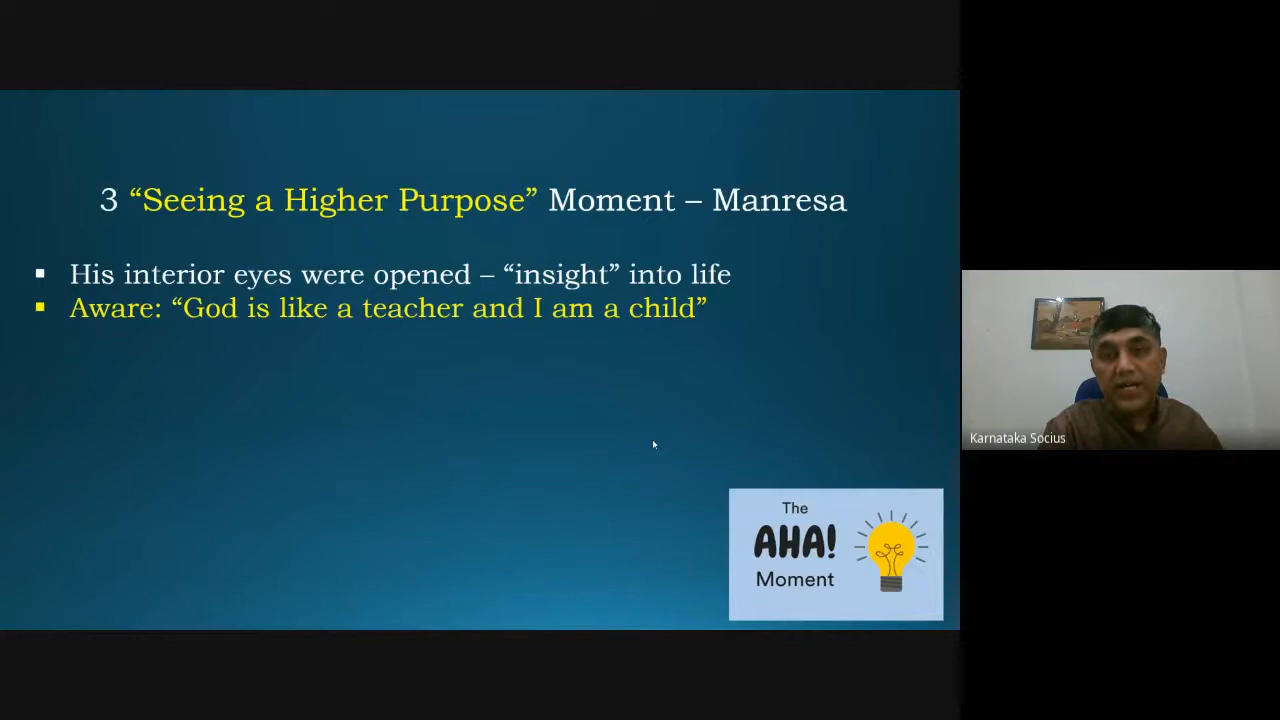 3 “Seeing a Higher Purpose” Moment – Manresa
▪ His interior eyes were opened – “insight” into life
▪ Aware: “God is like a teacher and I am a child”
The
AHA!
Moment
Karnataka Socius